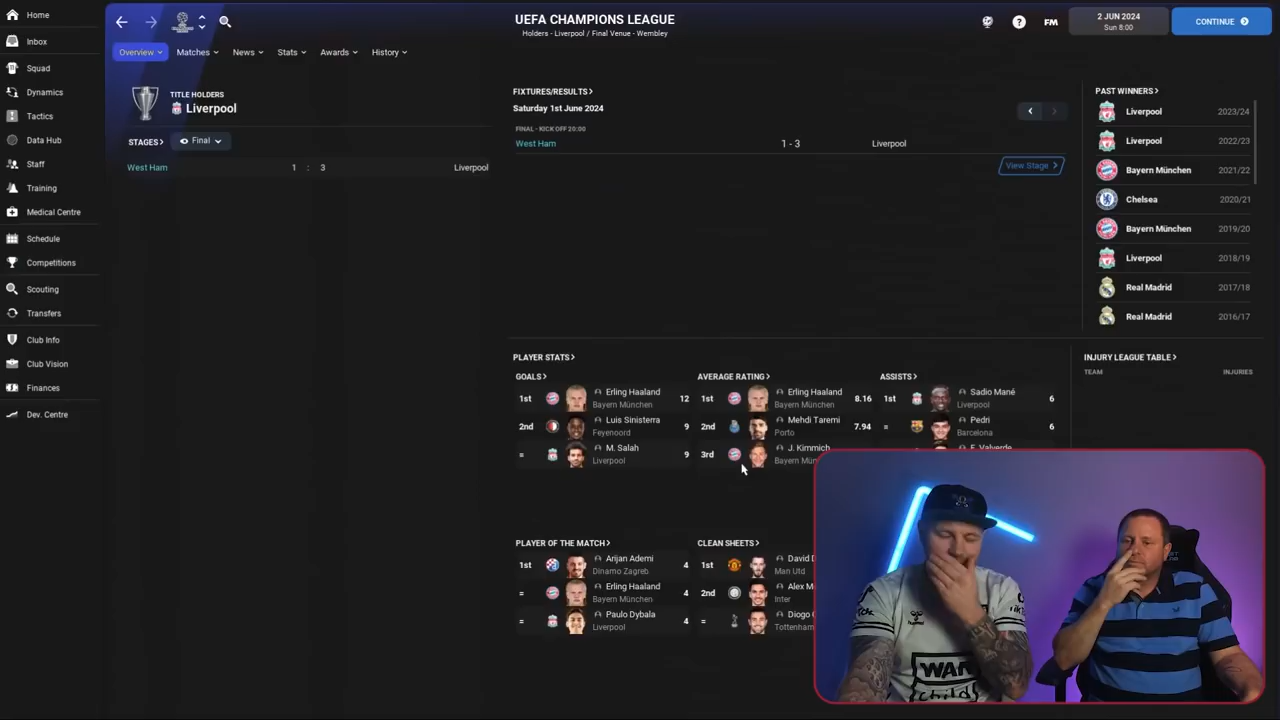 Home
Inbox
Squad
Dynamics
Tactics
Data Hub
Staff
Training
Medical Centre
Schedule
Competitions
Scouting
Transfers
Club Info
Club Vision
Finances
Dev. Centre
UEFA CHAMPIONS LEAGUE
Holders - Liverpool / Final Venue - Wembley
FM
2 JUN 2024
Sun 8:00
CONTINUE
Overview
Matches
News
Stats
Awards
History
TITLE HOLDERS
Liverpool
STAGES
Final
West Ham 1 : 3 Liverpool
FIXTURES/RESULTS
Saturday 1st June 2024
FINAL - KICK OFF 20:00
West Ham 1 - 3 Liverpool
View Stage
PAST WINNERS
Liverpool 2023/24
Liverpool 2022/23
Bayern München 2021/22
Chelsea 2020/21
Bayern München 2019/20
Liverpool 2018/19
Real Madrid 2017/18
Real Madrid 2016/17
PLAYER STATS
GOALS
1st Erling Haaland 12
Bayern München
2nd Luis Sinisterra 9
Feyenoord
= M. Salah 9
Liverpool
AVERAGE RATING
1st Erling Haaland 8.16
Bayern München
2nd Mehdi Taremi 7.94
Porto
3rd J. Kimmich
Bayern Mün
ASSISTS
1st Sadio Mané 6
Liverpool
= Pedri 6
Barcelona
INJURY LEAGUE TABLE
TEAM INJURIES
PLAYER OF THE MATCH
1st Arijan Ademi 4
Dinamo Zagreb
= Erling Haaland 4
Bayern München
= Paulo Dybala 4
Liverpool
CLEAN SHEETS
1st David D
Man Utd
2nd Alex M
Inter
= Diogo
Tottenham
WAN
child